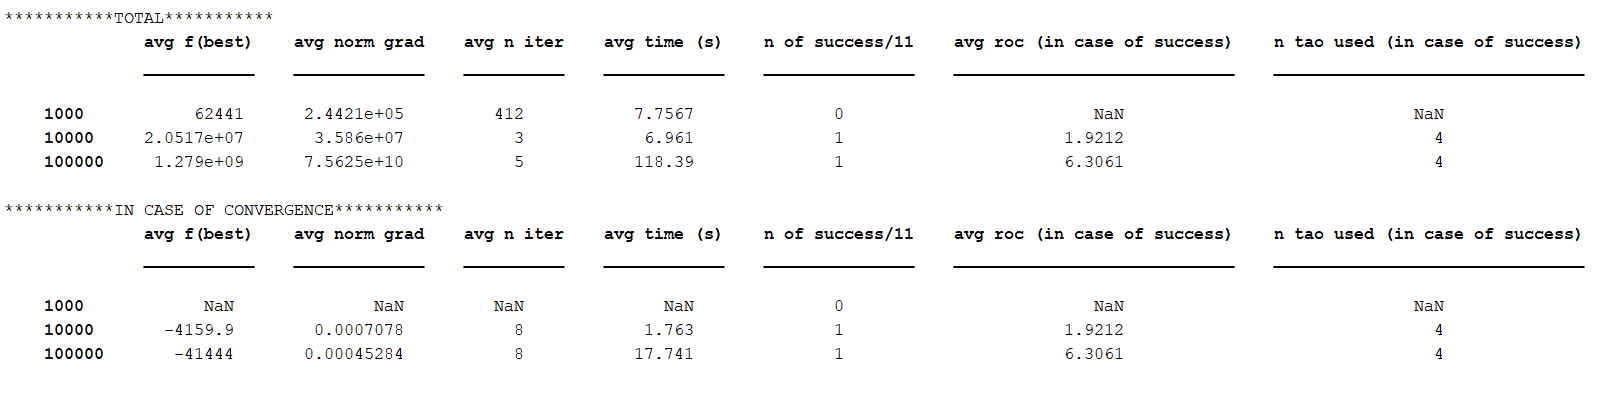 ***********TOTAL***********
avg f(best) avg norm grad avg n iter avg time (s) n of success/11 avg roc (in case of success) n tao used (in case of success)
1000 62441 2.4421e+05 412 7.7567 0 NaN NaN
10000 2.0517e+07 3.586e+07 3 6.961 1 1.9212 4
100000 1.279e+09 7.5625e+10 5 118.39 1 6.3061 4
***********IN CASE OF CONVERGENCE***********
avg f(best) avg norm grad avg n iter avg time (s) n of success/11 avg roc (in case of success) n tao used (in case of success)
1000 NaN NaN NaN NaN 0 NaN NaN
10000 -4159.9 0.0007078 8 1.763 1 1.9212 4
100000 -41444 0.00045284 8 17.741 1 6.3061 4